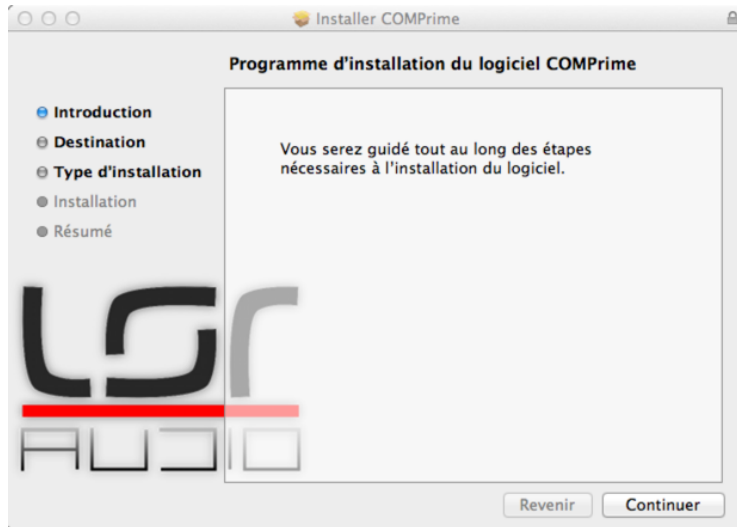 Installer COMPrime
Programme d'installation du logiciel COMPrime
Introduction
Destination
Type d'installation
Installation
Résumé
Vous serez guidé tout au long des étapes
nécessaires à l'installation du logiciel.
LSR
AUDIO
Revenir
Continuer